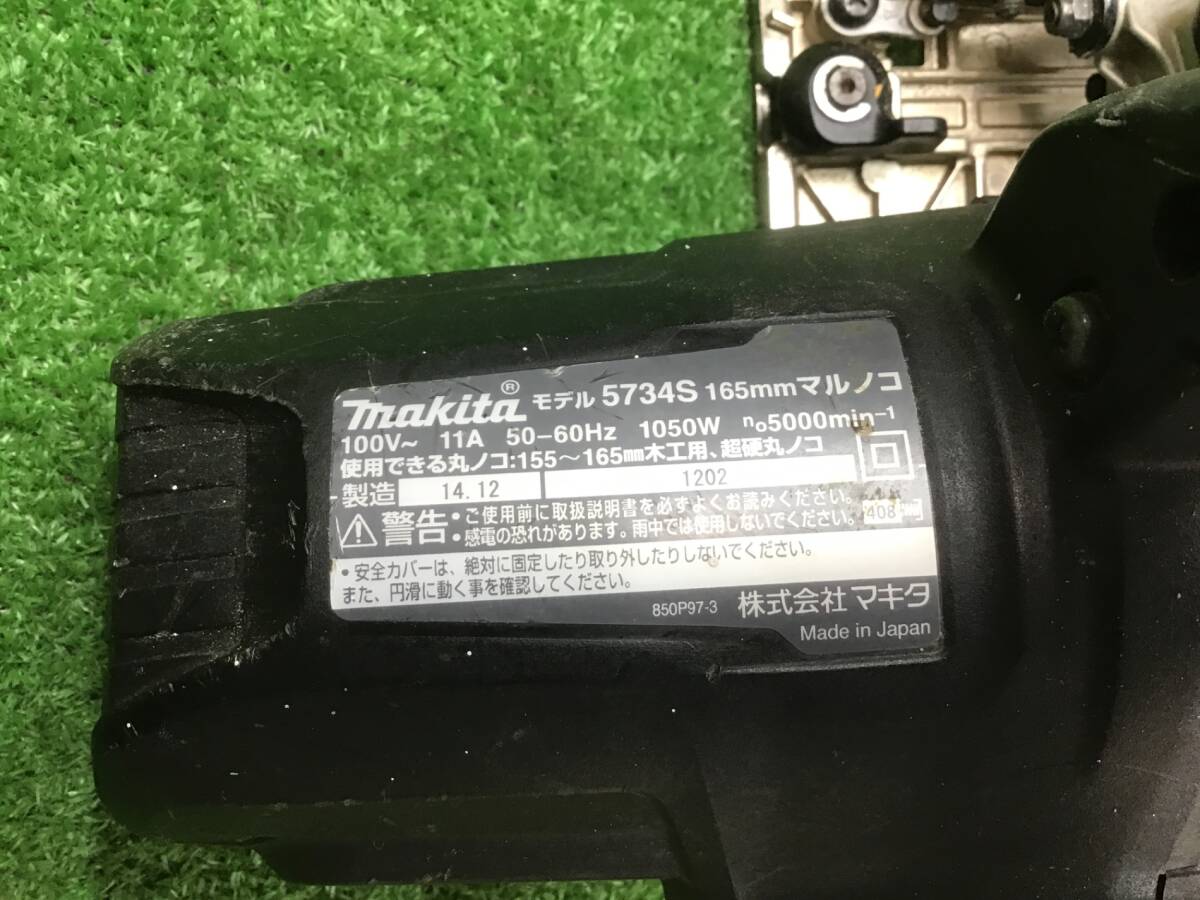 makita® モデル 5734S 165mmマルノコ
100V~ 11A 50-60Hz 1050W n₀5000min⁻¹
使用できる丸ノコ:155~165㎜木工用、超硬丸ノコ
製造 14.12 1202
警告 • ご使用前に取扱説明書を必ずよくお読みください。
• 感電の恐れがあります。雨中では使用しないでください。
408
• 安全カバーは、絶対に固定したり取り外したりしないでください。
また、円滑に動く事を確認してください。
850P97-3 株式会社 マキタ
Made in Japan